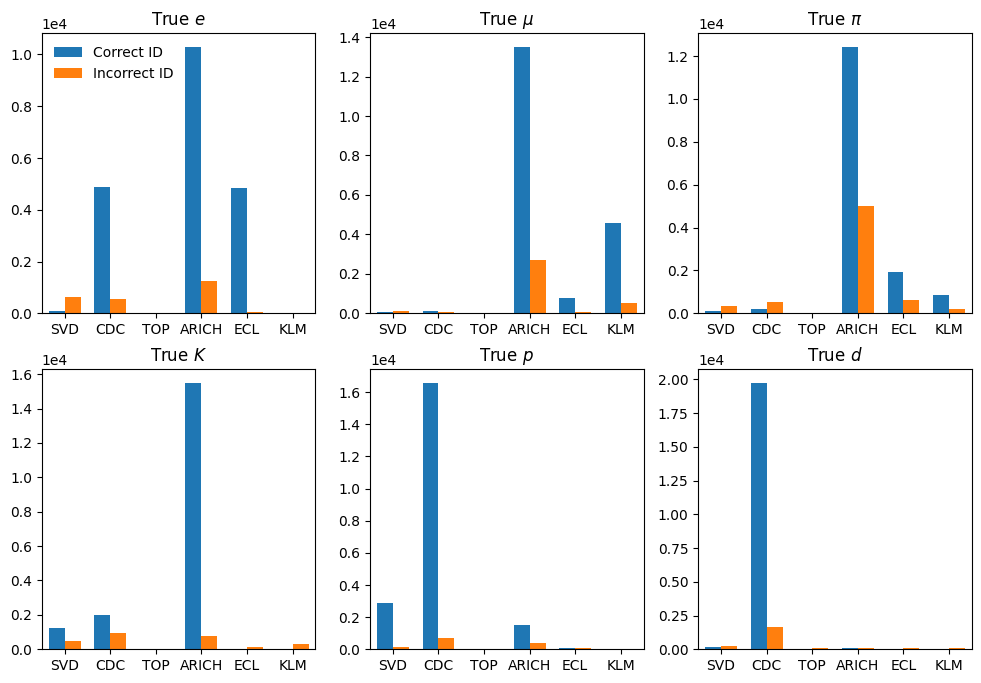 True e
1e4
1.0
0.8
0.6
0.4
0.2
0.0
Correct ID
Incorrect ID
SVD CDC TOP ARICH ECL KLM
True μ
1e4
1.4
1.2
1.0
0.8
0.6
0.4
0.2
0.0
SVD CDC TOP ARICH ECL KLM
True π
1e4
1.2
1.0
0.8
0.6
0.4
0.2
0.0
SVD CDC TOP ARICH ECL KLM
True K
1e4
1.6
1.4
1.2
1.0
0.8
0.6
0.4
0.2
0.0
SVD CDC TOP ARICH ECL KLM
True p
1e4
1.6
1.4
1.2
1.0
0.8
0.6
0.4
0.2
0.0
SVD CDC TOP ARICH ECL KLM
True d
1e4
2.00
1.75
1.50
1.25
1.00
0.75
0.50
0.25
0.00
SVD CDC TOP ARICH ECL KLM